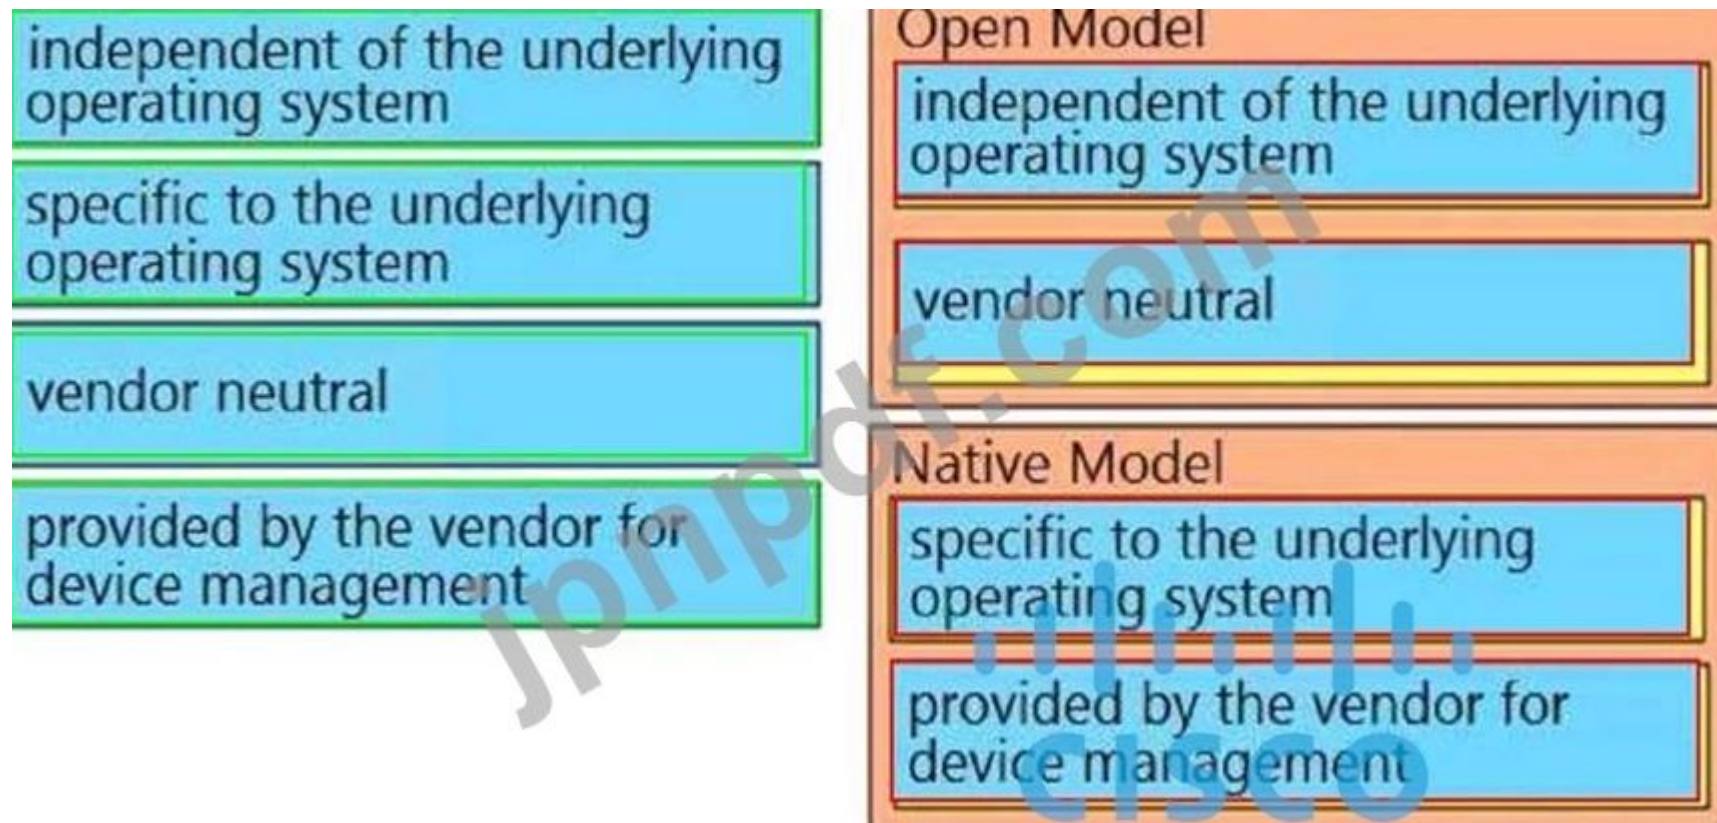 independent of the underlying
operating system
specific to the underlying
operating system
vendor neutral
provided by the vendor for
device management
Open Model
independent of the underlying
operating system
vendor neutral
Native Model
specific to the underlying
operating system
provided by the vendor for
device management
jpnpdf.com
CISCO